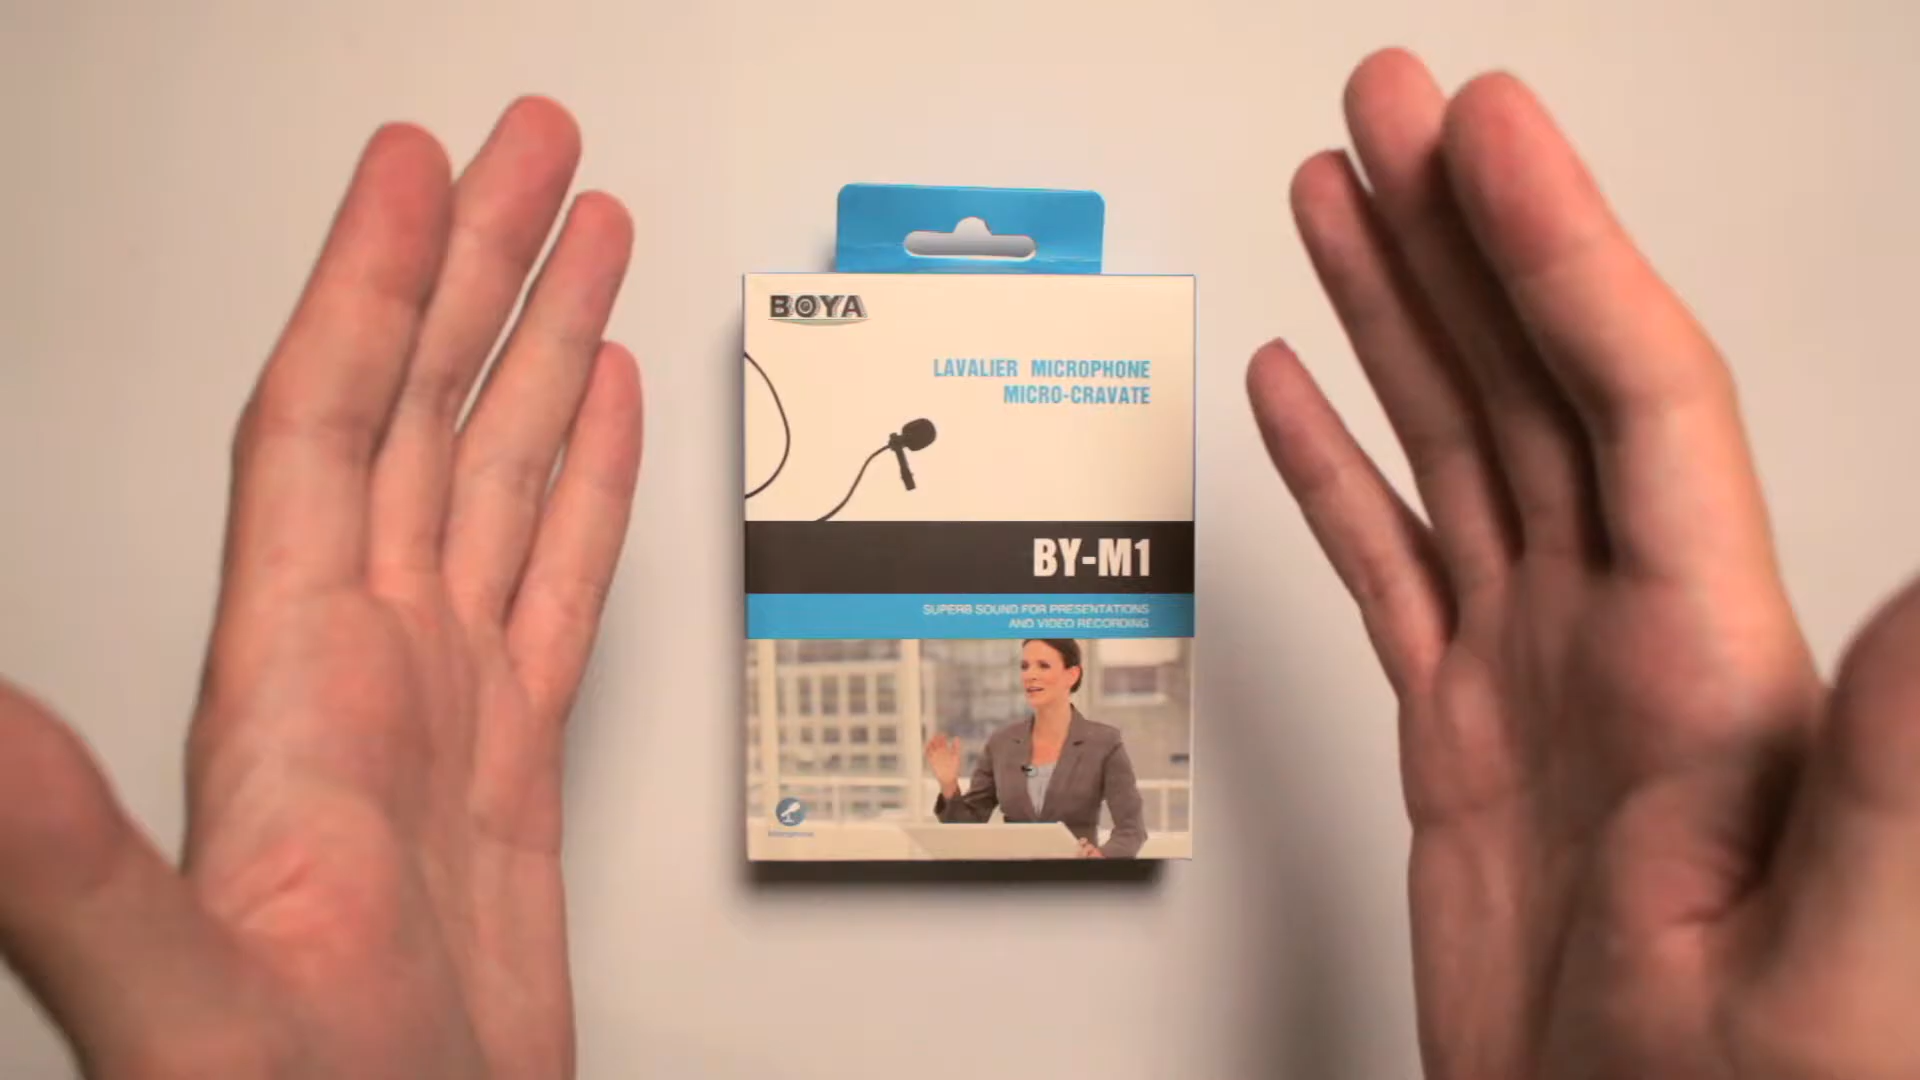 BOYA
LAVALIER MICROPHONE
MICRO-CRAVATE
BY-M1
SUPERB SOUND FOR PRESENTATIONS
AND VIDEO RECORDING